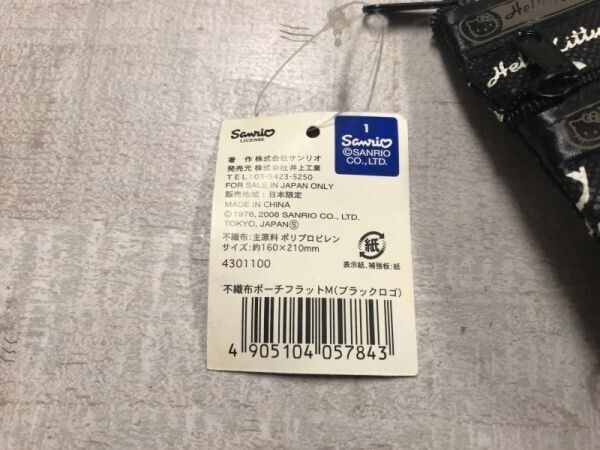 Hello Kitty
Sanrio
LICENSE
1
Sanrio
©SANRIO
CO., LTD.
著 作 株式会社サンリオ
発売元 株式会社井上工業
TEL:03-5423-5250
FOR SALE IN JAPAN ONLY
販売地域:日本限定
MADE IN CHINA
©1976, 2006 SANRIO CO., LTD.
TOKYO, JAPAN Ⓢ
不織布:主原料 ポリプロピレン
サイズ:約160×210mm
4301100
紙
表示紙、補強板:紙
不織布ポーチフラットM(ブラックロゴ)
4 905104 057843